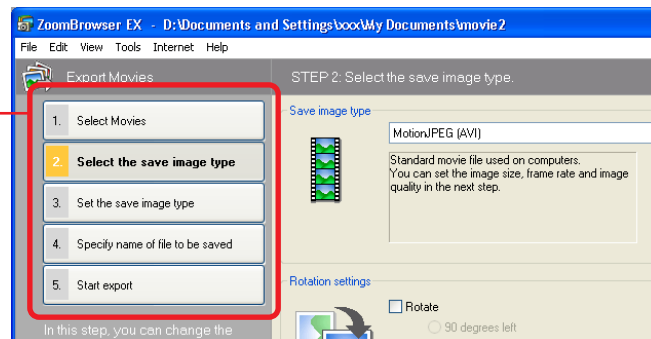 ZoomBrowser EX - D:\Documents and Settings\xxx\My Documents\movie2
File Edit View Tools Internet Help
Export Movies
STEP 2: Select the save image type.
1. Select Movies
2. Select the save image type
3. Set the save image type
4. Specify name of file to be saved
5. Start export
In this step, you can change the
Save image type
MotionJPEG (AVI)
Standard movie file used on computers.
You can set the image size, frame rate and image
quality in the next step.
Rotation settings
Rotate
90 degrees left